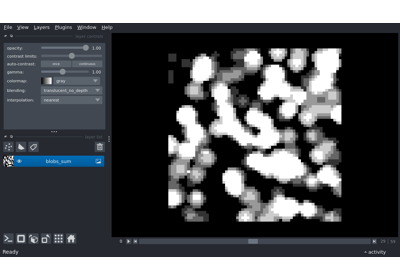 File View Layers Plugins Window Help
opacity: 1.00
contrast limits:
auto-contrast: once continuous
gamma: 1.00
colormap: gray
blending: translucent_no_depth
interpolation: nearest
blobs_sum
Ready
activity